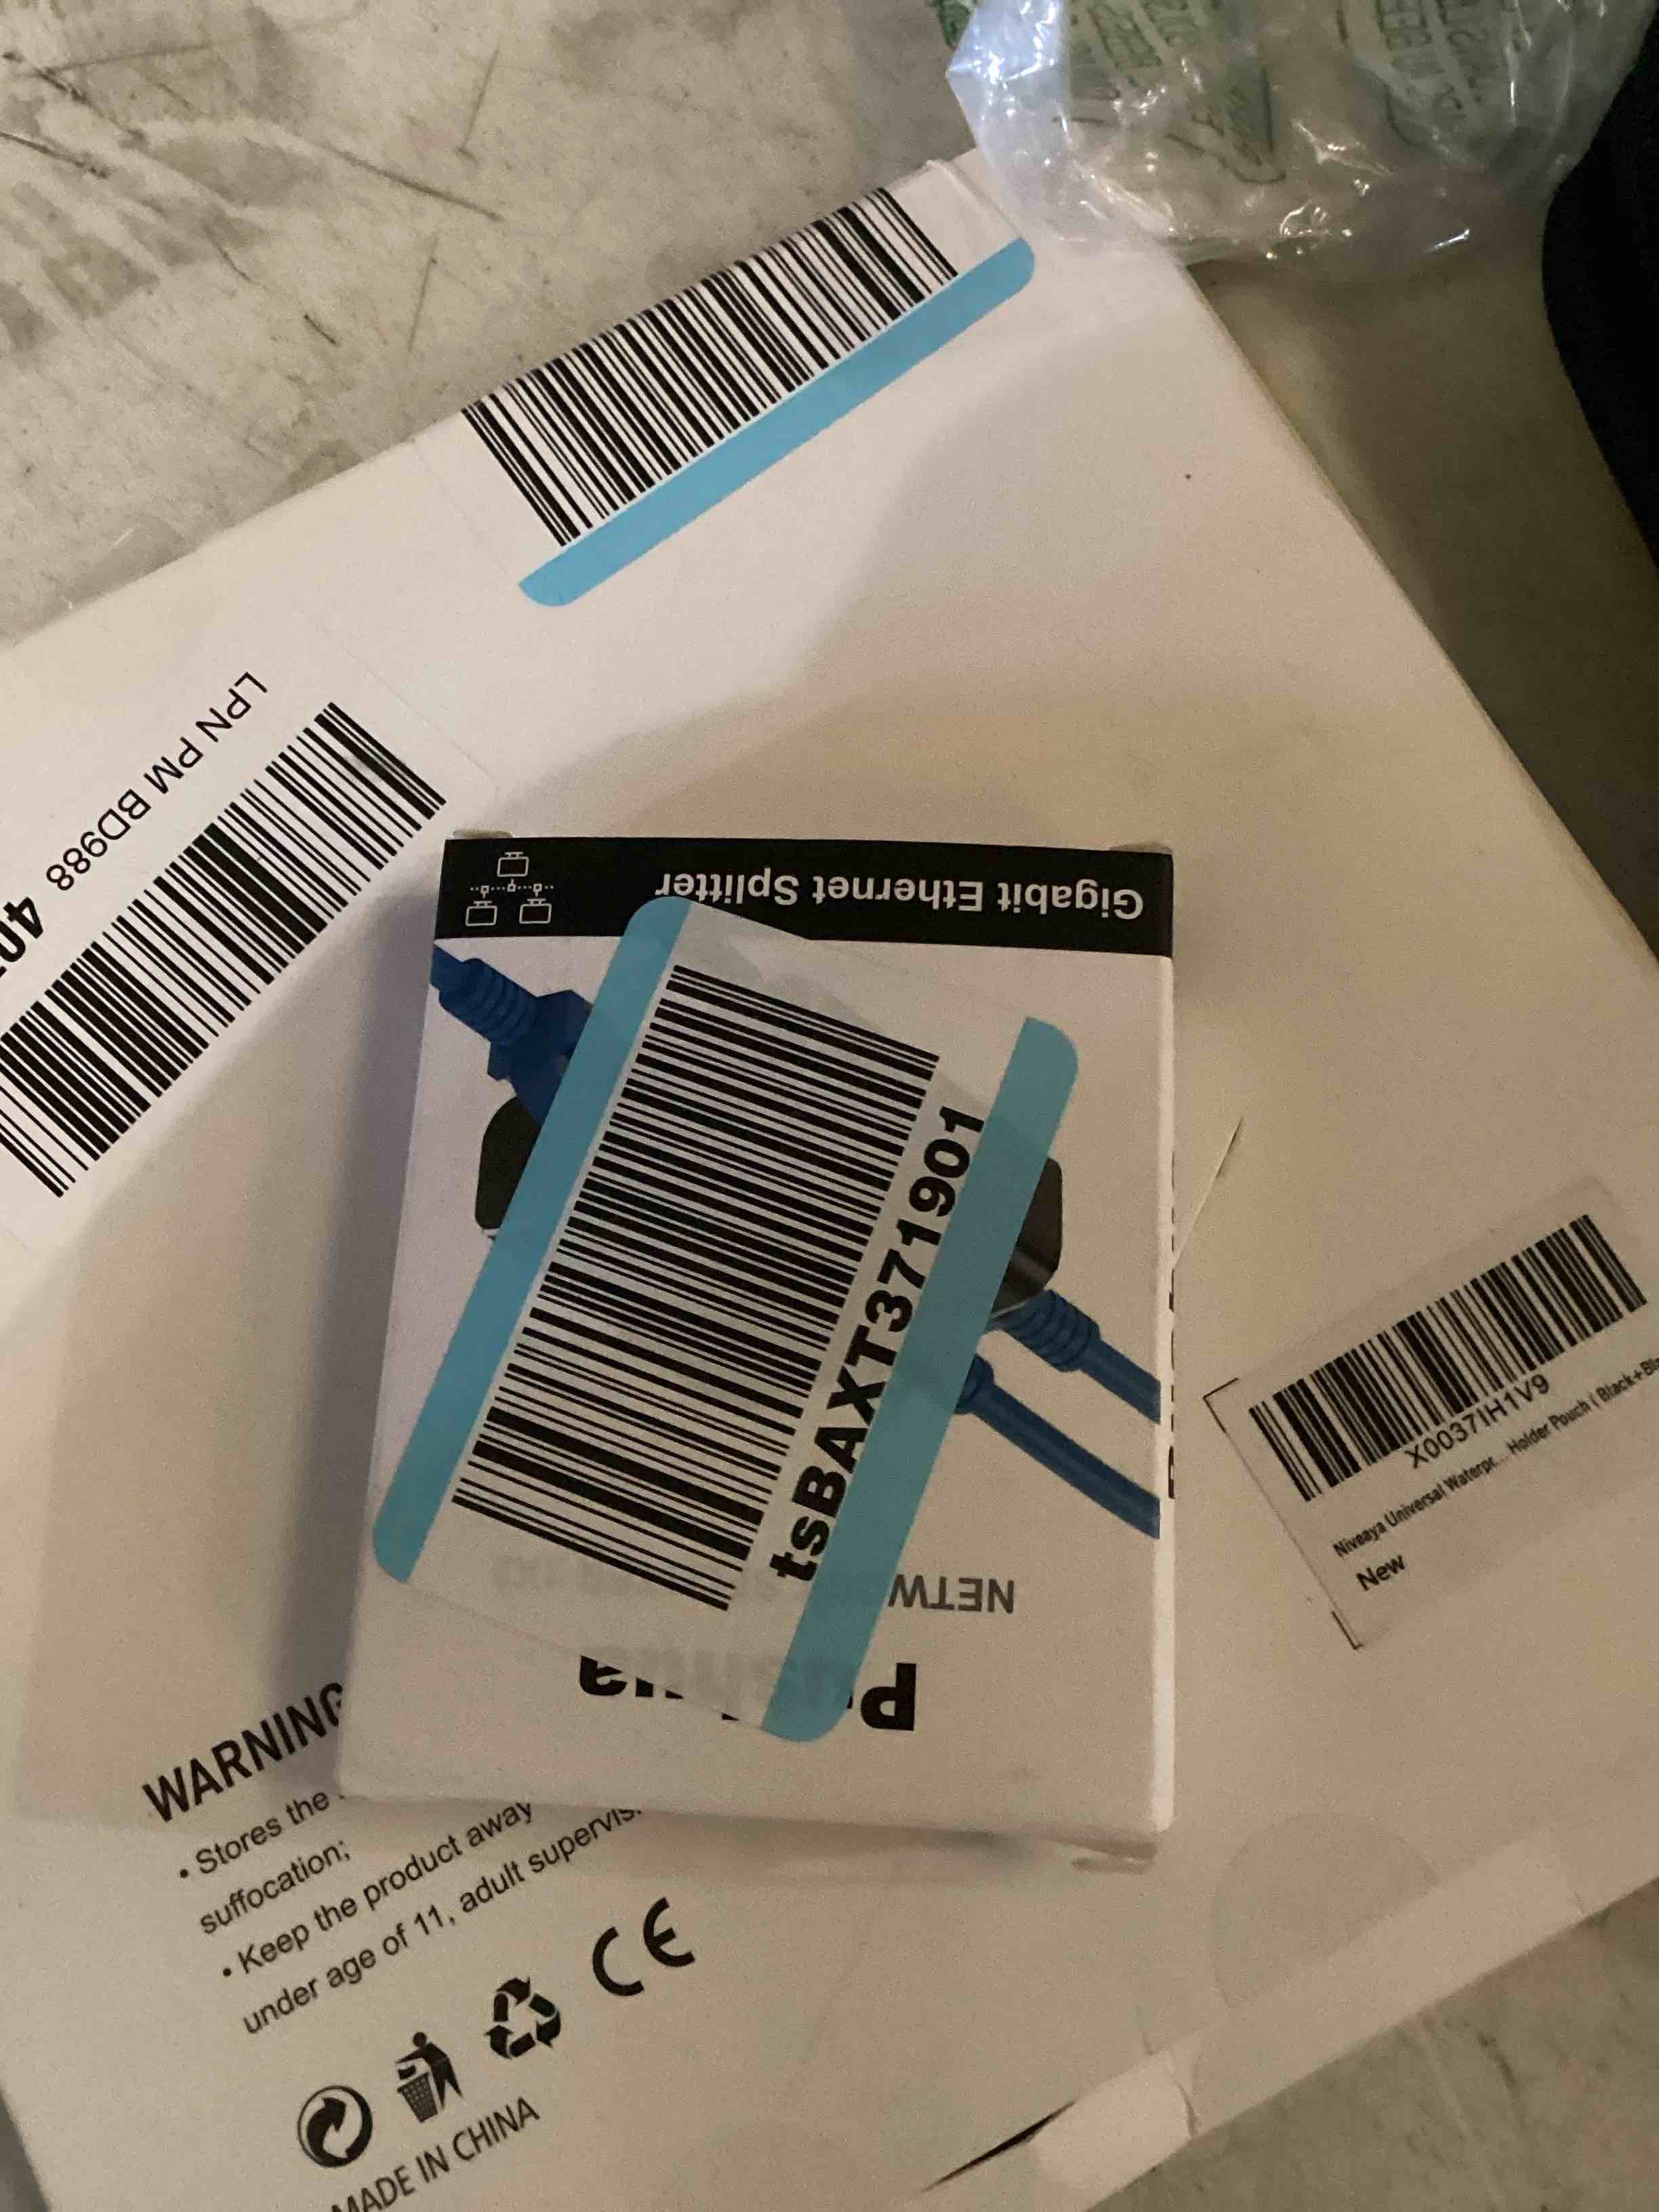 LPN PM BD988
Gigabit Ethernet Splitter
tsBAXT371901
NETW
X0037IH1V9
Niveaya Universal Waterpr... Holder Pouch ( Black+Bl
New
WARNING
• Stores the
suffocation;
• Keep the product away
under age of 11, adult supervis
CE
MADE IN CHINA